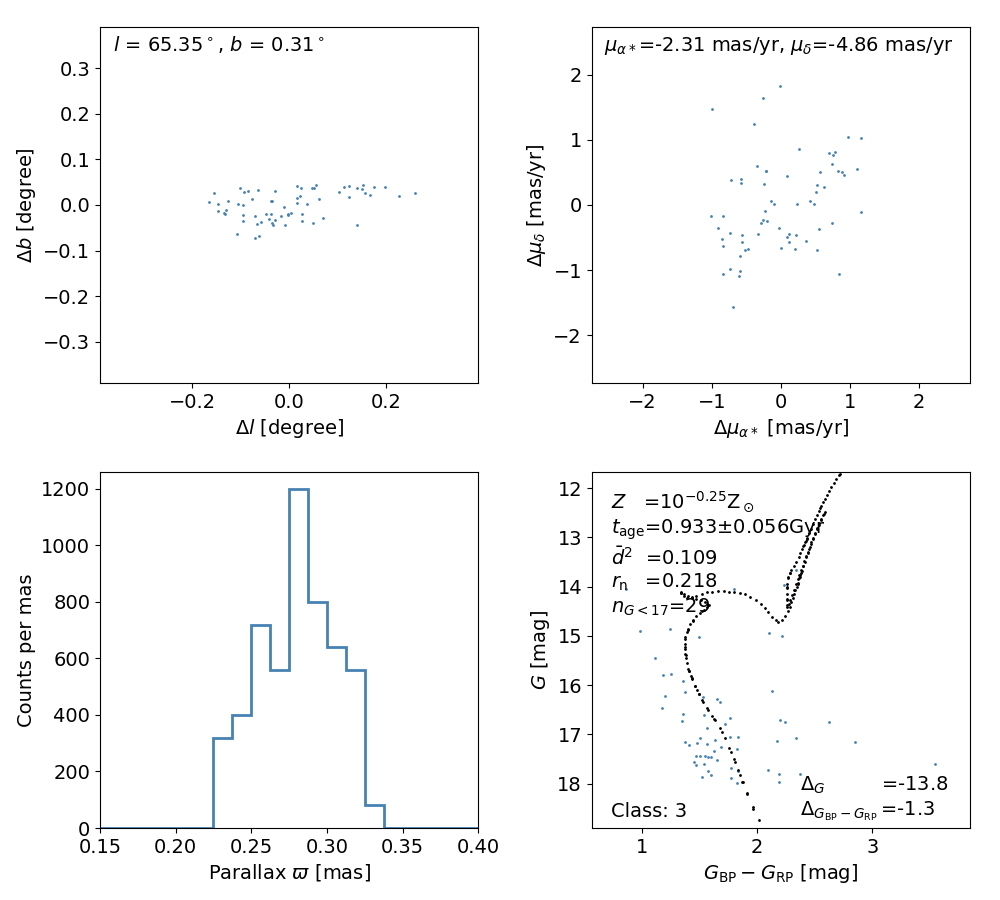 l = 65.35°, b = 0.31°
0.3
0.2
0.1
0.0
−0.1
−0.2
−0.3
Δb [degree]
−0.2 0.0 0.2
Δl [degree]
μα∗=-2.31 mas/yr, μδ=-4.86 mas/yr
2
1
0
−1
−2
Δμδ [mas/yr]
−2 −1 0 1 2
Δμα∗ [mas/yr]
1200
1000
800
600
400
200
0
Counts per mas
0.15 0.20 0.25 0.30 0.35 0.40
Parallax ϖ [mas]
Z =10^−0.25 Z⊙
tage=0.933±0.056Gyr
d̄² =0.109
rn =0.218
nG<17=29
12
13
14
15
16
17
18
G [mag]
ΔG =-13.8
ΔGBP−GRP =-1.3
Class: 3
1 2 3
GBP − GRP [mag]